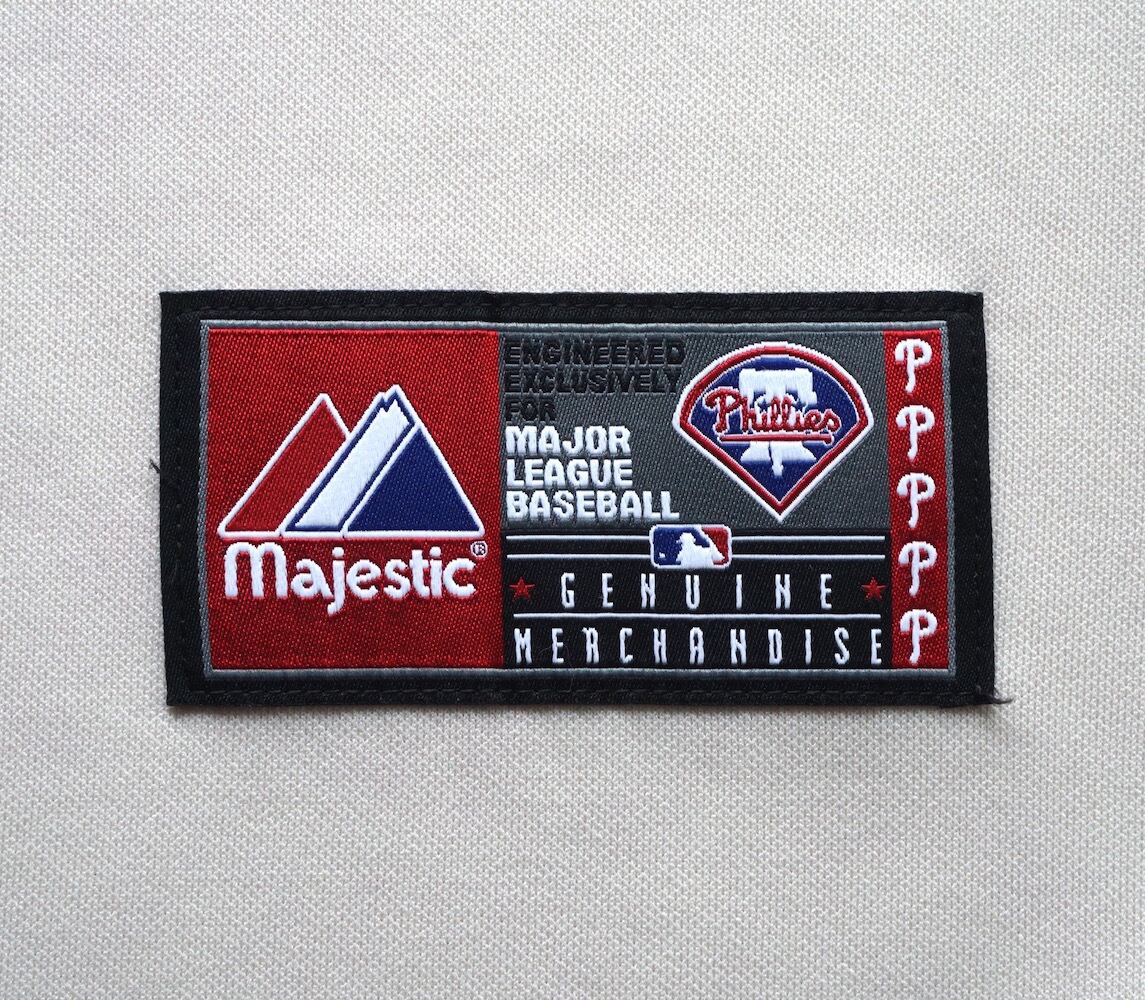 Majestic®
ENGINEERED
EXCLUSIVELY
FOR
MAJOR
LEAGUE
BASEBALL
Phillies
GENUINE
MERCHANDISE
P
P
P
P
P